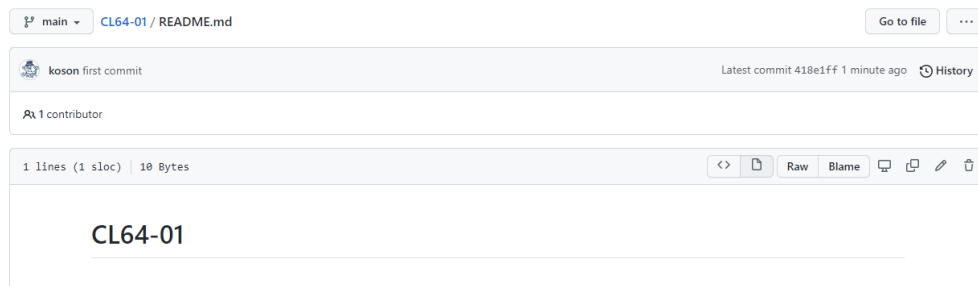 main CL64-01 / README.md Go to file ...
koson first commit Latest commit 418e1ff 1 minute ago History
1 contributor
1 lines (1 sloc) 10 Bytes <> Raw Blame
CL64-01